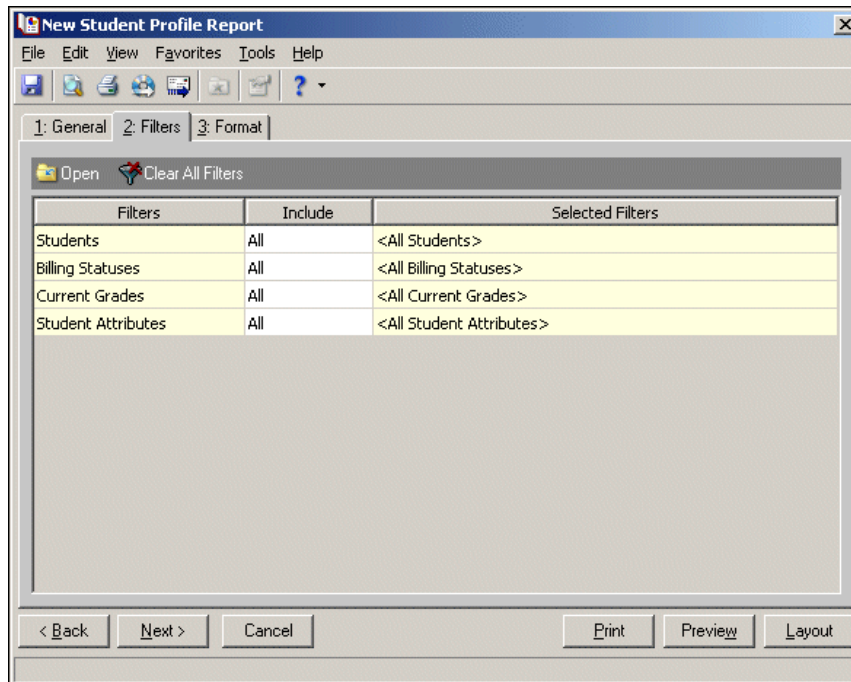 New Student Profile Report
File Edit View Favorites Tools Help
1: General 2: Filters 3: Format
Open Clear All Filters
Filters Include Selected Filters
Students All <All Students>
Billing Statuses All <All Billing Statuses>
Current Grades All <All Current Grades>
Student Attributes All <All Student Attributes>
< Back Next > Cancel Print Preview Layout